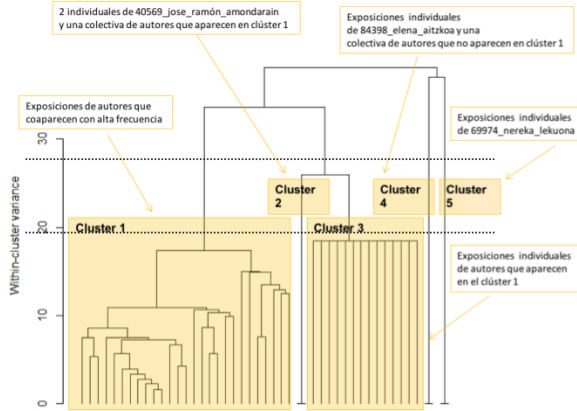 2 individuales de 40569_jose_ramón_amondarain
y una colectiva de autores que aparecen en clúster 1
Exposiciones individuales
de 84398_elena_aitzkoa y una
colectiva de autores que no aparecen en clúster 1
Exposiciones de autores que
coaparecen con alta frecuencia
Exposiciones individuales
de 69974_nereka_lekuona
30
Cluster
2
Cluster
4
Cluster
5
20
Cluster 1
Cluster 3
Within-cluster variance
Exposiciones individuales
de autores que aparecen
en el clúster 1
10
0